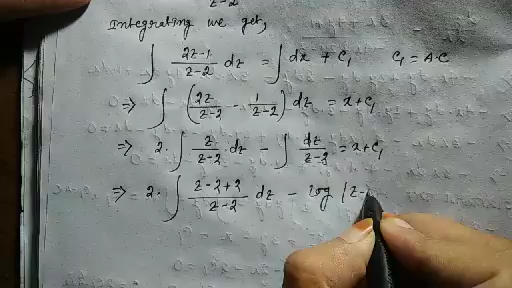 z-2
Integrating we get,
∫ (2z-1)/(z-2) dz = ∫ dx + C₁    C₁ = A.C
⇒ ∫ (2z/(z-2) - 1/(z-2)) dz = x + C₁
⇒ 2·∫ z/(z-2) dz - ∫ dz/(z-2) = x + C₁
⇒ 2·∫ (z-2+2)/(z-2) dz - log |z-